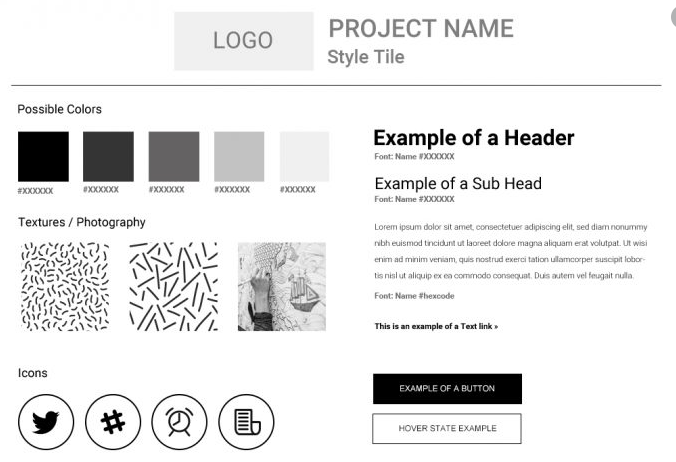 LOGO
PROJECT NAME
Style Tile
Possible Colors
#XXXXXX #XXXXXX #XXXXXX #XXXXXX #XXXXXX
Textures / Photography
Icons
Example of a Header
Font: Name #XXXXXX
Example of a Sub Head
Font: Name #XXXXXX
Lorem ipsum dolor sit amet, consectetuer adipiscing elit, sed diam nonummy
nibh euismod tincidunt ut laoreet dolore magna aliquam erat volutpat. Ut wisi
enim ad minim veniam, quis nostrud exerci tation ullamcorper suscipit lobor-
tis nisl ut aliquip ex ea commodo consequat. Duis autem vel feugait nulla.
Font: Name #hexcode
This is an example of a Text link »
EXAMPLE OF A BUTTON
HOVER STATE EXAMPLE